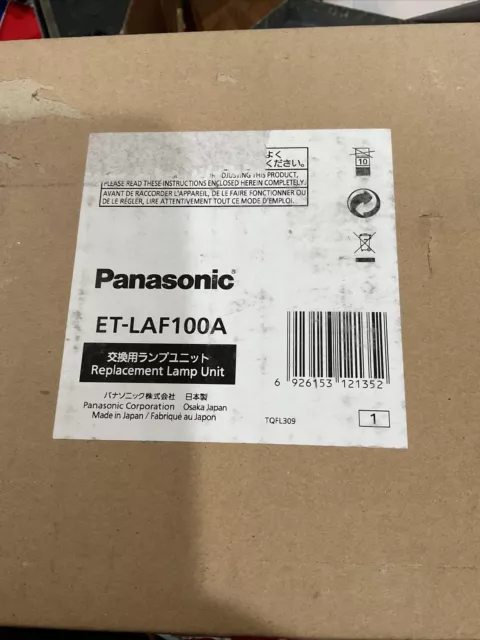 よく
ください。
DJUSTING THIS PRODUCT,
PLEASE READ THESE INSTRUCTIONS ENCLOSED HEREIN COMPLETELY.
AVANT DE RACCORDER L'APPAREIL, DE LE FAIRE FONCTIONNER OU
DE LE RÉGLER, LIRE ATTENTIVEMENT TOUT CE MODE D'EMPLOI.
10
Panasonic
ET-LAF100A
交換用ランプユニット
Replacement Lamp Unit
パナソニック株式会社 日本製
Panasonic Corporation Osaka Japan
Made in Japan / Fabriqué au Japon
6 926153 121352
TQFL309
1